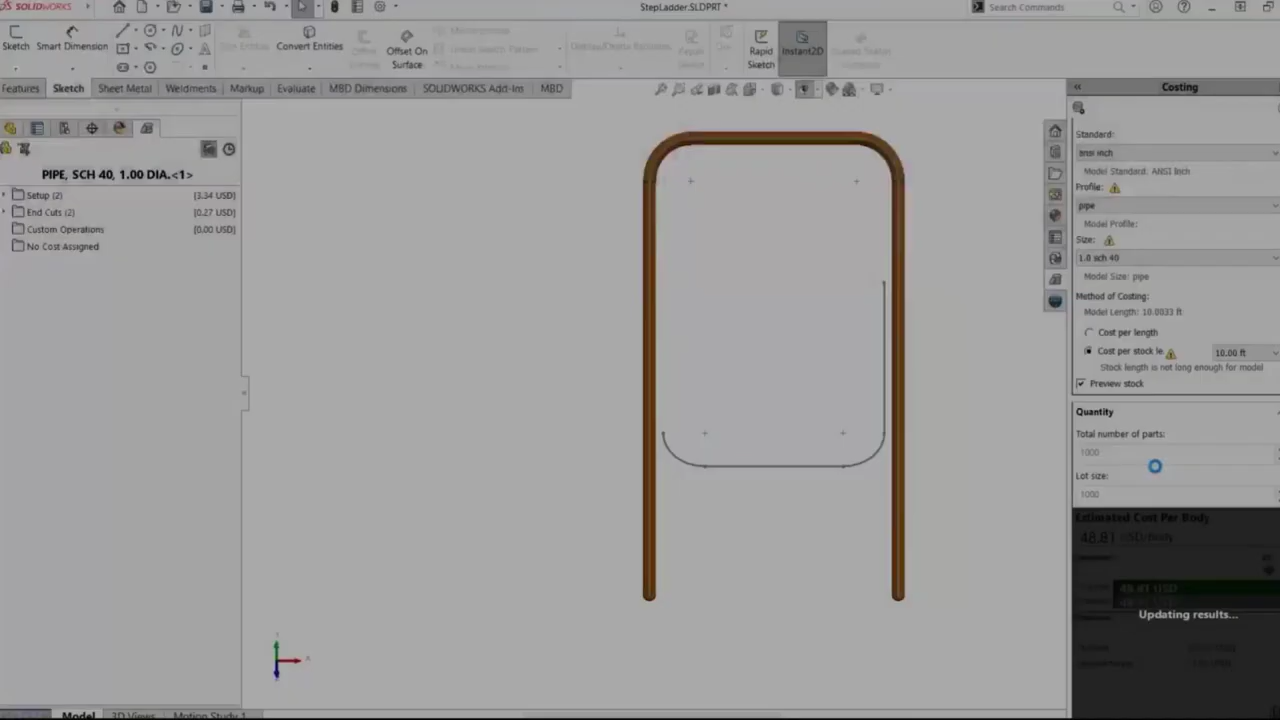 SOLIDWORKS
StepLadder.SLDPRT *
Search Commands
Sketch
Smart Dimension
Convert Entities
Offset On
Surface
Rapid
Sketch
Instant2D
Features
Sketch
Sheet Metal
Weldments
Markup
Evaluate
MBD Dimensions
SOLIDWORKS Add-Ins
MBD
Costing
PIPE, SCH 40, 1.00 DIA.<1>
Setup (2) [3.34 USD]
End Cuts (2) [0.27 USD]
Custom Operations [0.00 USD]
No Cost Assigned
Standard:
ansi inch
Model Standard: ANSI Inch
Profile:
pipe
Model Profile:
Size:
1.0 sch 40
Model Size: pipe
Method of Costing:
Model Length: 10.0033 ft
Cost per length
Cost per stock le 10.00 ft
Stock length is not long enough for model
Preview stock
Quantity
Total number of parts:
1000
Lot size:
1000
Estimated Cost Per Body
48.81 USD/Body
48.81 USD
Updating results...
Model
3D Views
Motion Study 1